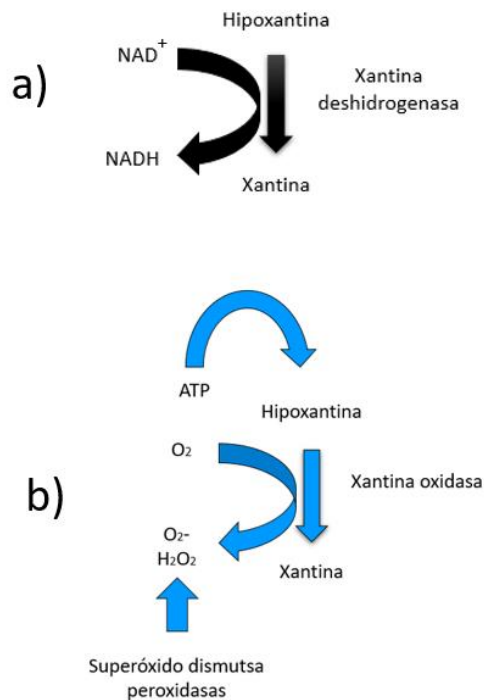 a)
Hipoxantina
NAD+
Xantina
deshidrogenasa
NADH
Xantina
b)
ATP
Hipoxantina
O2
Xantina oxidasa
O2-
H2O2
Xantina
Superóxido dismutsa
peroxidasas